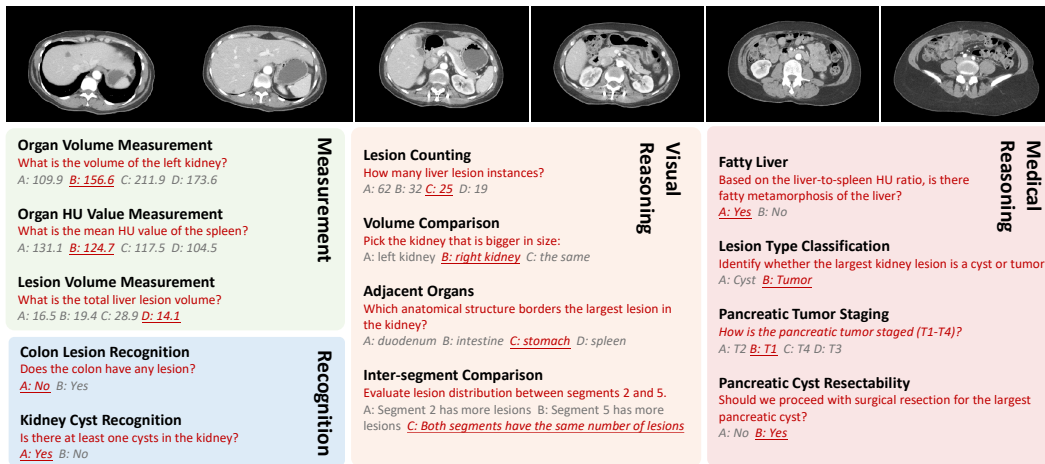 Measurement
Organ Volume Measurement
What is the volume of the left kidney?
A: 109.9 B: 156.6 C: 211.9 D: 173.6
Organ HU Value Measurement
What is the mean HU value of the spleen?
A: 131.1 B: 124.7 C: 117.5 D: 104.5
Lesion Volume Measurement
What is the total liver lesion volume?
A: 16.5 B: 19.4 C: 28.9 D: 14.1
Recognition
Colon Lesion Recognition
Does the colon have any lesion?
A: No B: Yes
Kidney Cyst Recognition
Is there at least one cysts in the kidney?
A: Yes B: No
Visual
Reasoning
Lesion Counting
How many liver lesion instances?
A: 62 B: 32 C: 25 D: 19
Volume Comparison
Pick the kidney that is bigger in size:
A: left kidney B: right kidney C: the same
Adjacent Organs
Which anatomical structure borders the largest lesion in
the kidney?
A: duodenum B: intestine C: stomach D: spleen
Inter-segment Comparison
Evaluate lesion distribution between segments 2 and 5.
A: Segment 2 has more lesions B: Segment 5 has more
lesions C: Both segments have the same number of lesions
Medical
Reasoning
Fatty Liver
Based on the liver-to-spleen HU ratio, is there
fatty metamorphosis of the liver?
A: Yes B: No
Lesion Type Classification
Identify whether the largest kidney lesion is a cyst or tumor
A: Cyst B: Tumor
Pancreatic Tumor Staging
How is the pancreatic tumor staged (T1-T4)?
A: T2 B: T1 C: T4 D: T3
Pancreatic Cyst Resectability
Should we proceed with surgical resection for the largest
pancreatic cyst?
A: No B: Yes